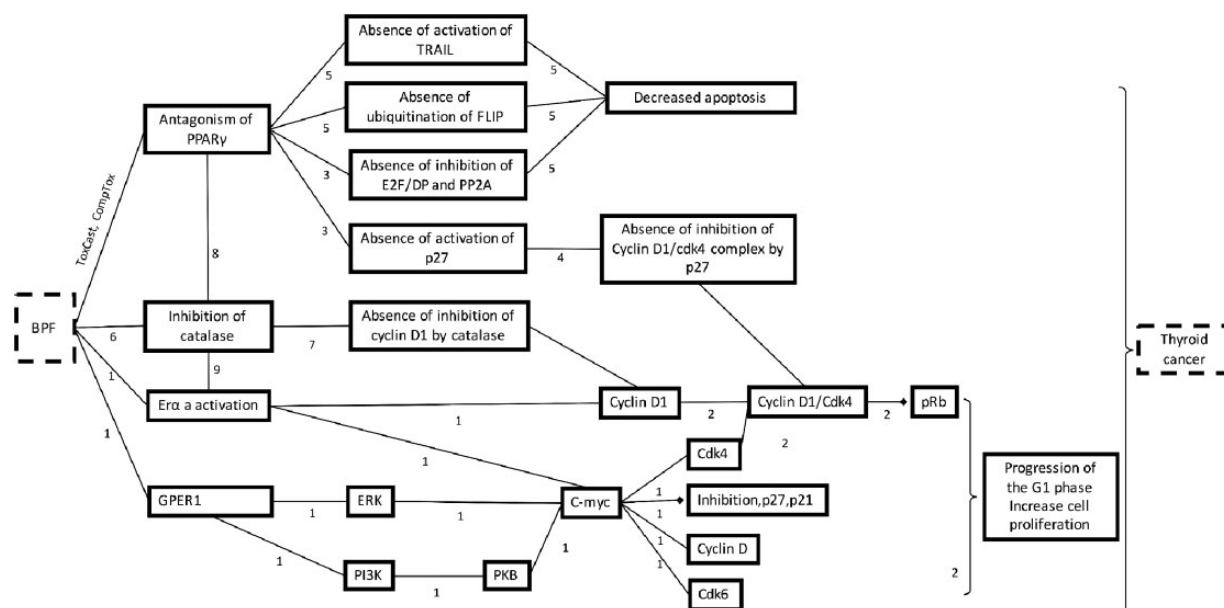 Absence of activation of
TRAIL
5
5
Absence of
ubiquitination of FLIP
5
5
Decreased apoptosis
Antagonism of
PPARγ
Absence of inhibition of
E2F/DP and PP2A
3
5
ToxCast, CompTox
3
Absence of activation of
p27
4
Absence of inhibition of
Cyclin D1/cdk4 complex by
p27
8
BPF
6
Inhibition of
catalase
7
Absence of inhibition of
cyclin D1 by catalase
Thyroid
cancer
9
1
Erα a activation
1
Cyclin D1
2
Cyclin D1/Cdk4
2
pRb
1
1
Cdk4
2
Progression of
the G1 phase
Increase cell
proliferation
GPER1
1
ERK
1
C-myc
1
Inhibition,p27,p21
1
1
Cyclin D
1
PI3K
1
PKB
1
1
Cdk6
2